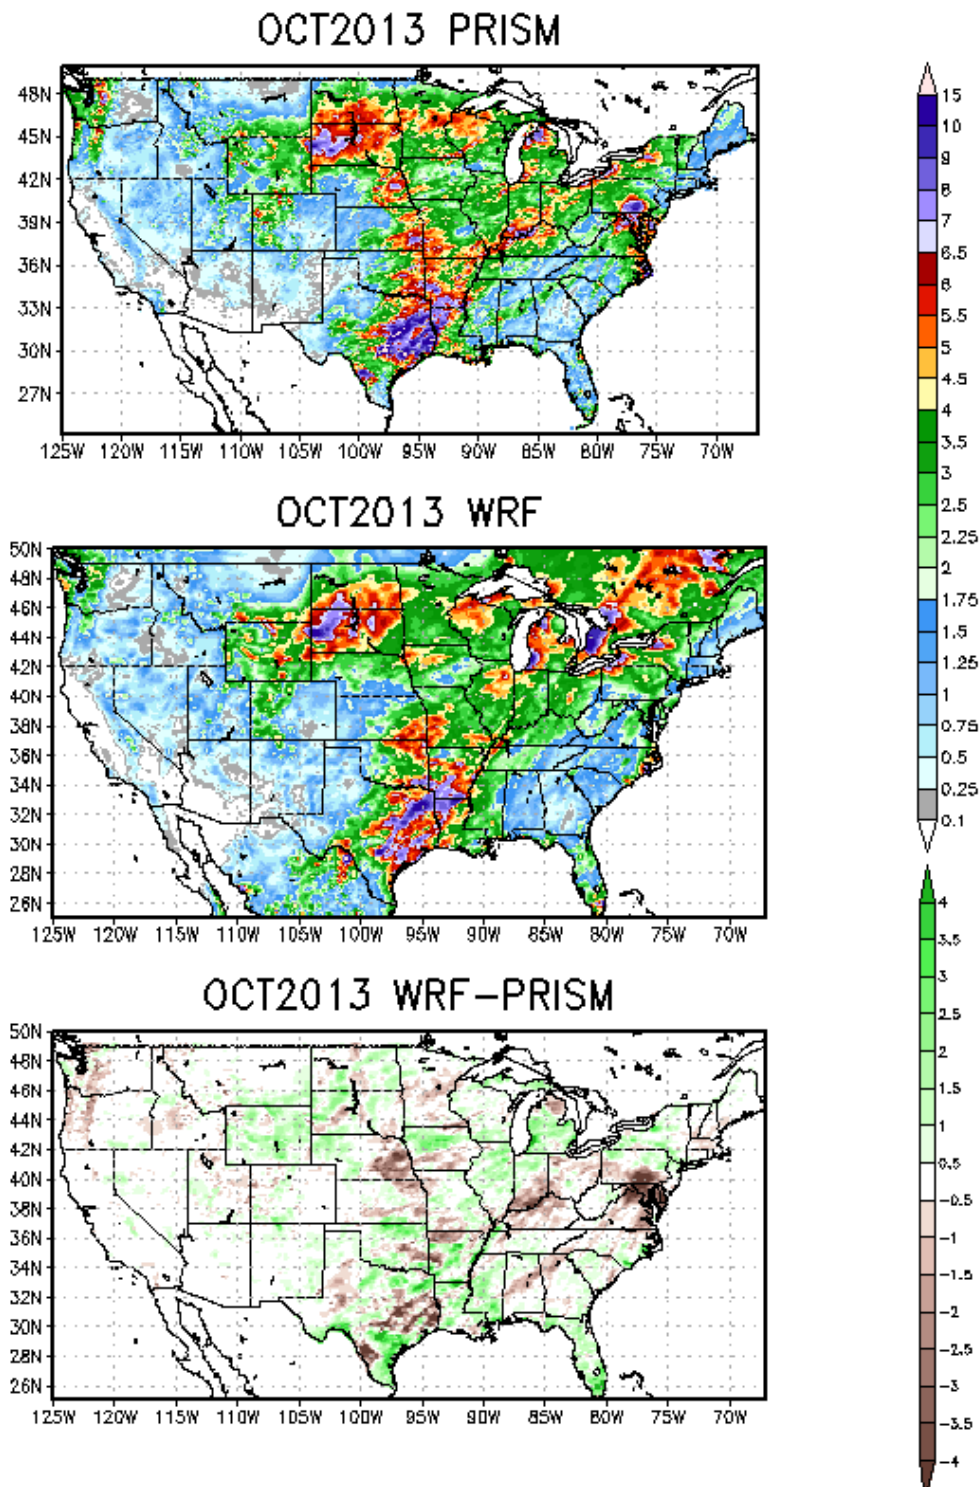 OCT2013 PRISM
48N
45N
42N
39N
36N
33N
30N
27N
125W 120W 115W 110W 105W 100W 95W 90W 85W 80W 75W 70W
OCT2013 WRF
50N
48N
46N
44N
42N
40N
38N
36N
34N
32N
30N
28N
26N
125W 120W 115W 110W 105W 100W 95W 90W 85W 80W 75W 70W
OCT2013 WRF-PRISM
50N
48N
46N
44N
42N
40N
38N
36N
34N
32N
30N
28N
26N
125W 120W 115W 110W 105W 100W 95W 90W 85W 80W 75W 70W
15
10
9
8
7
6.5
6
5.5
5
4.5
4
3.5
3
2.5
2.25
2
1.75
1.5
1.25
1
0.75
0.5
0.25
0.1
4
3.5
3
2.5
2
1.5
1
0.5
-0.5
-1
-1.5
-2
-2.5
-3
-3.5
-4